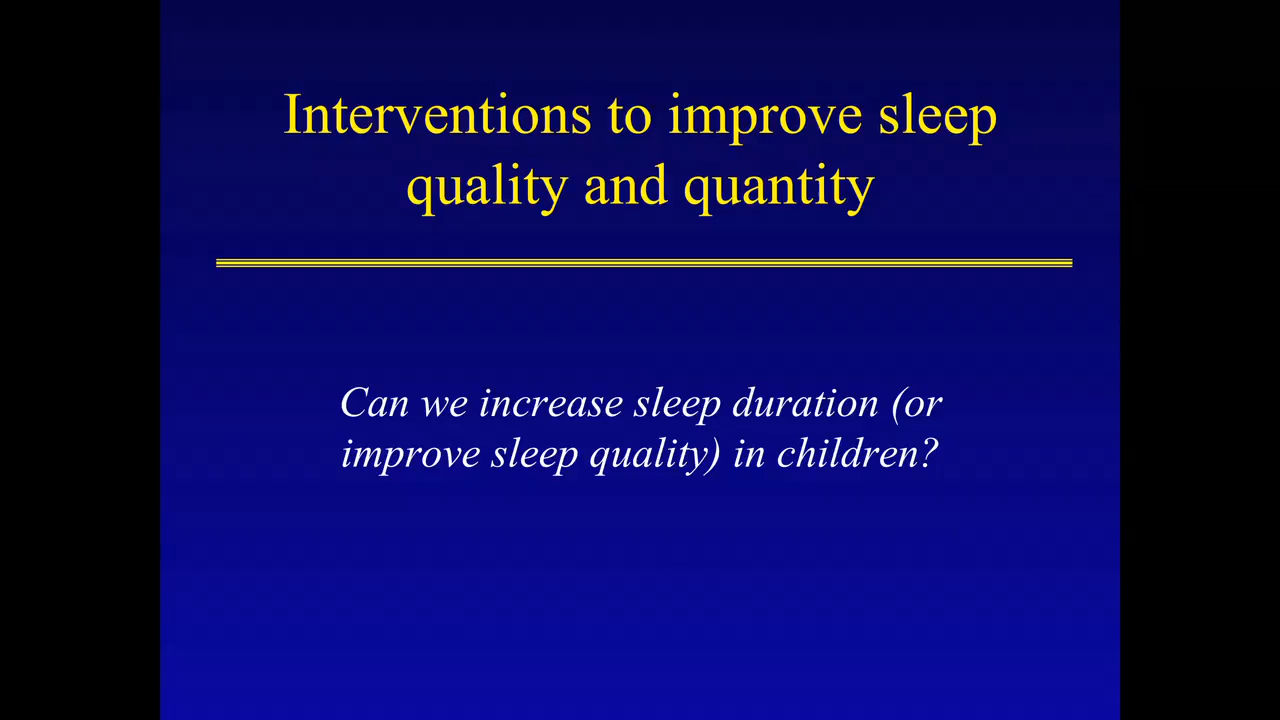 Interventions to improve sleep
quality and quantity
Can we increase sleep duration (or
improve sleep quality) in children?